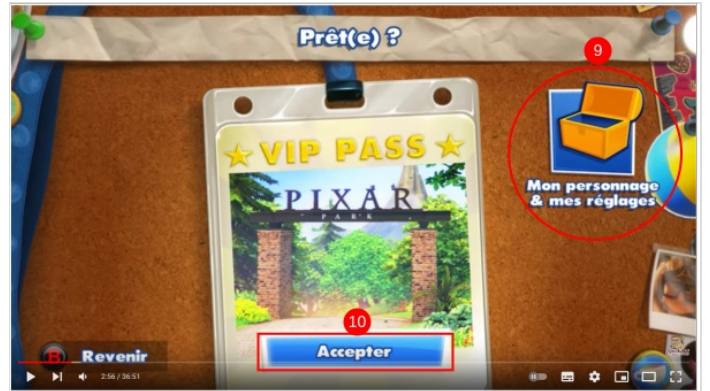 Prêt(e) ?
9
VIP PASS
PIXAR
PARK
Mon personnage
& mes réglages
10
Accepter
B Revenir
2:56 / 36:51